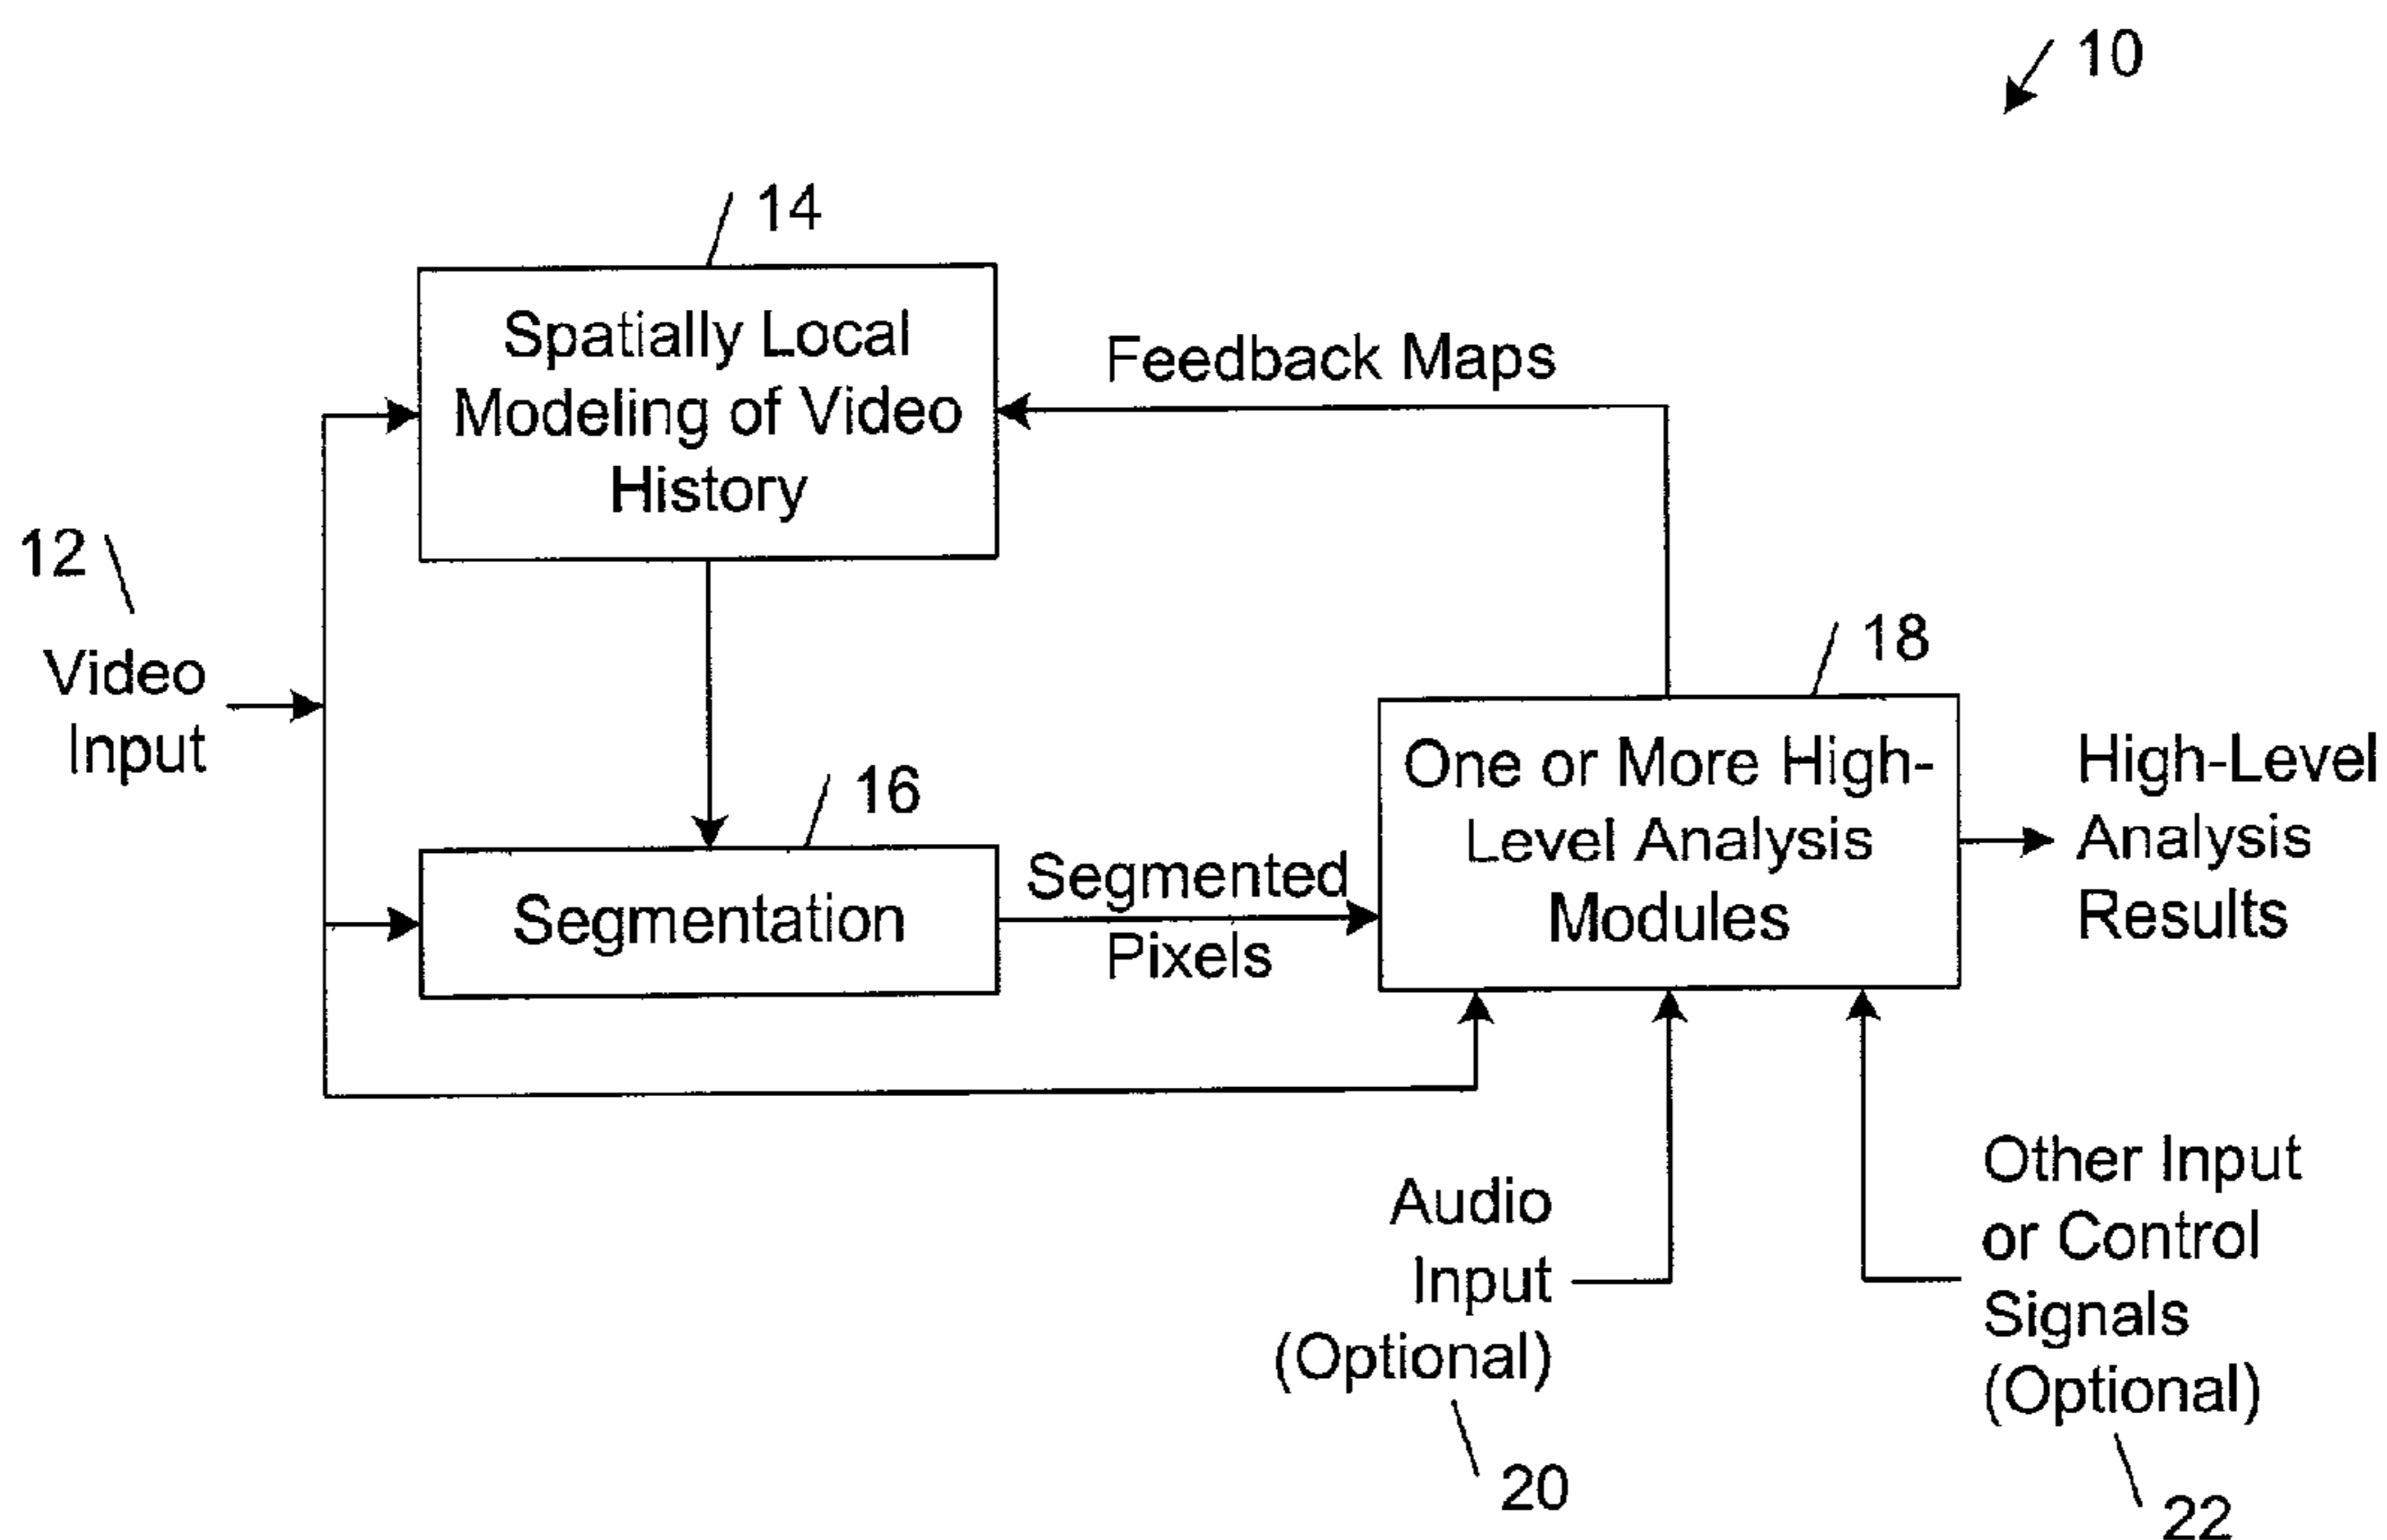 10
14
Spatially Local
Modeling of Video
History
Feedback Maps
12
Video
Input
18
One or More High-
Level Analysis
Modules
High-Level
Analysis
Results
16
Segmentation
Segmented
Pixels
Audio
Input
(Optional)
20
Other Input
or Control
Signals
(Optional)
22